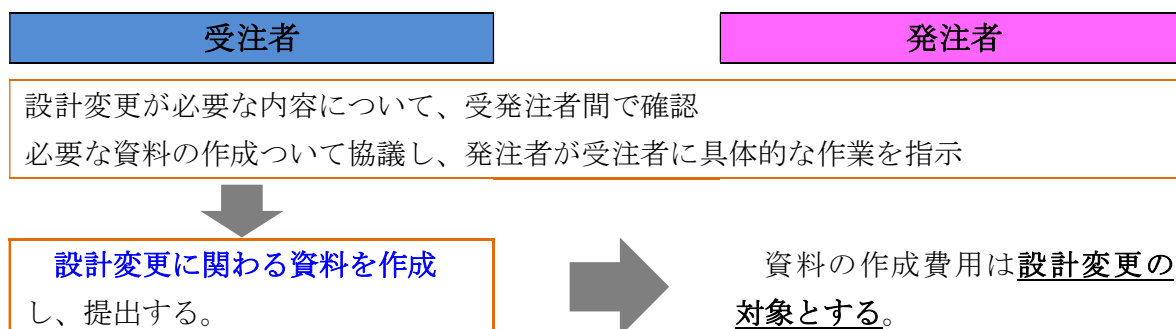 受注者
発注者
設計変更が必要な内容について、受発注者間で確認
必要な資料の作成ついて協議し、発注者が受注者に具体的な作業を指示
設計変更に関わる資料を作成
し、提出する。
資料の作成費用は設計変更の
対象とする。